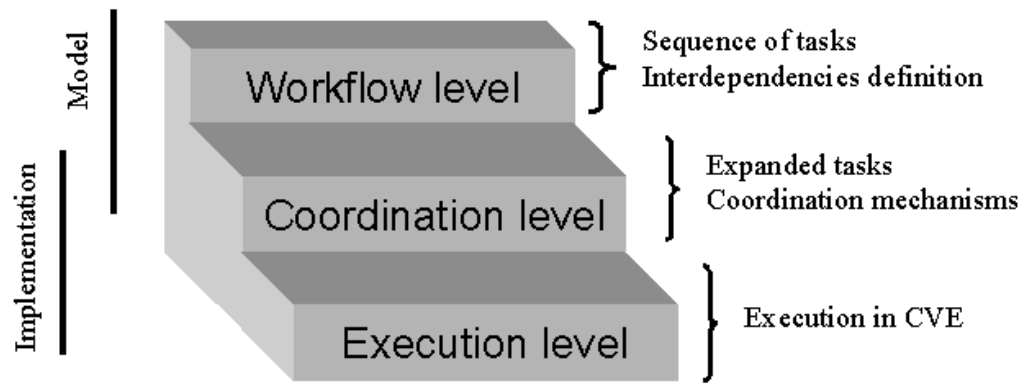 Model
Implementation
Workflow level
Sequence of tasks
Interdependencies definition
Coordination level
Expanded tasks
Coordination mechanisms
Execution level
Execution in CVE